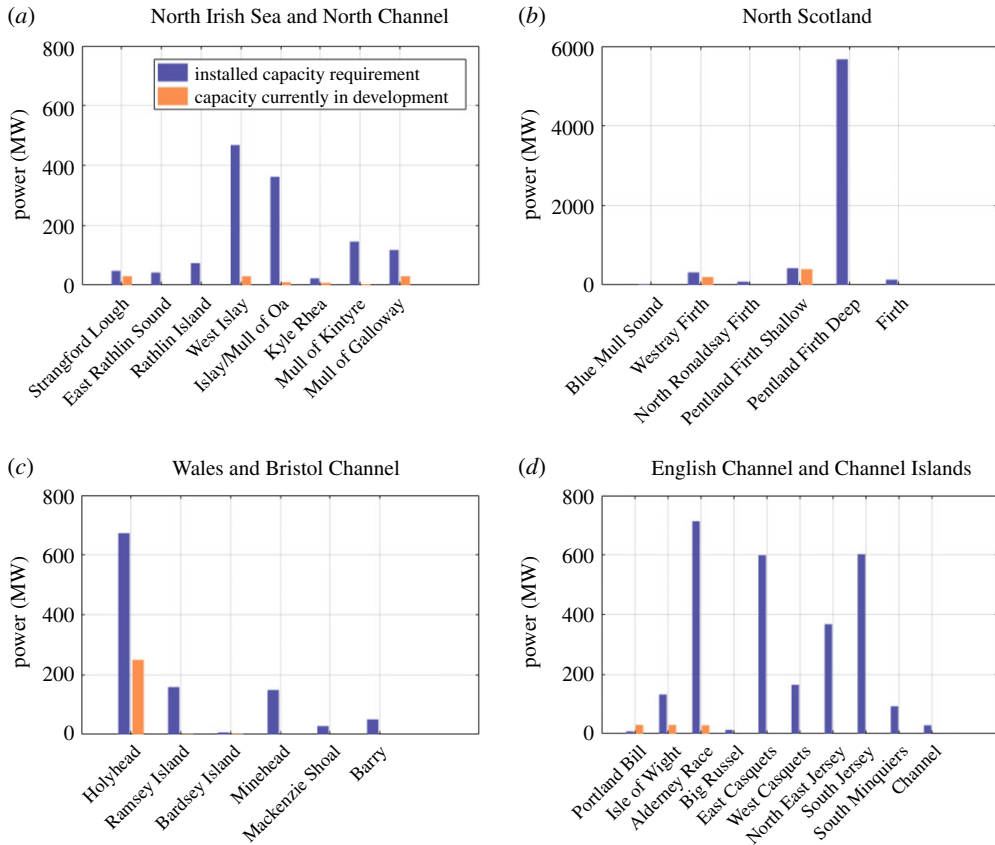 (a) North Irish Sea and North Channel
800
600
400
200
0
power (MW)
installed capacity requirement
capacity currently in development
Strangford Lough
East Rathlin Sound
Rathlin Island
West Islay
Islay/Mull of Oa
Kyle Rhea
Mull of Kintyre
Mull of Galloway
(b) North Scotland
6000
4000
2000
0
power (MW)
Blue Mull Sound
Westray Firth
North Ronaldsay Firth
Pentland Firth Shallow
Pentland Firth Deep
Firth
(c) Wales and Bristol Channel
800
600
400
200
0
power (MW)
Holyhead
Ramsey Island
Bardsey Island
Minehead
Mackenzie Shoal
Barry
(d) English Channel and Channel Islands
800
600
400
200
0
power (MW)
Portland Bill
Isle of Wight
Alderney Race
Big Russel
East Casquets
West Casquets
North East Jersey
South Jersey
South Minquiers
Channel